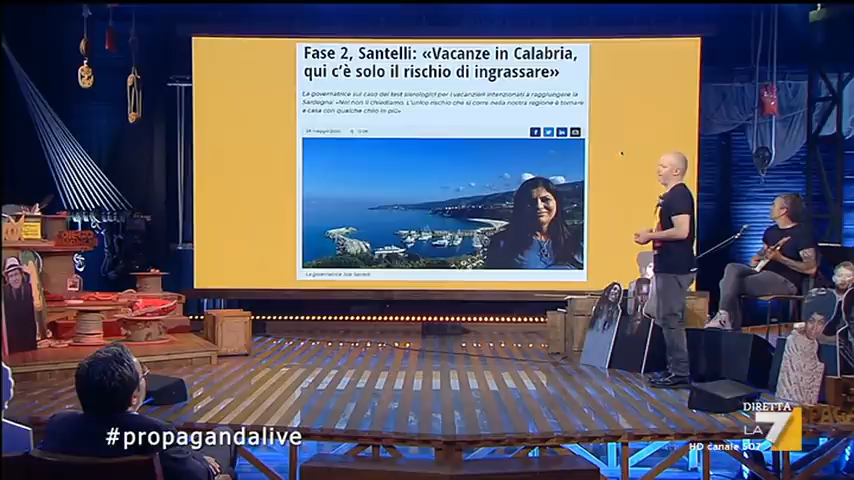 Fase 2, Santelli: «Vacanze in Calabria,
qui c'è solo il rischio di ingrassare»
La governatrice sul caso dei test sierologici per i vacanzieri intenzionati a raggiungere la
Sardegna: «Noi non li chiediamo. L'unico rischio che si corre nella nostra regione è tornare
a casa con qualche chilo in più»
La governatrice Jole Santelli
DISCO
#propagandalive
DIRETTA
LA7
HD canale 507